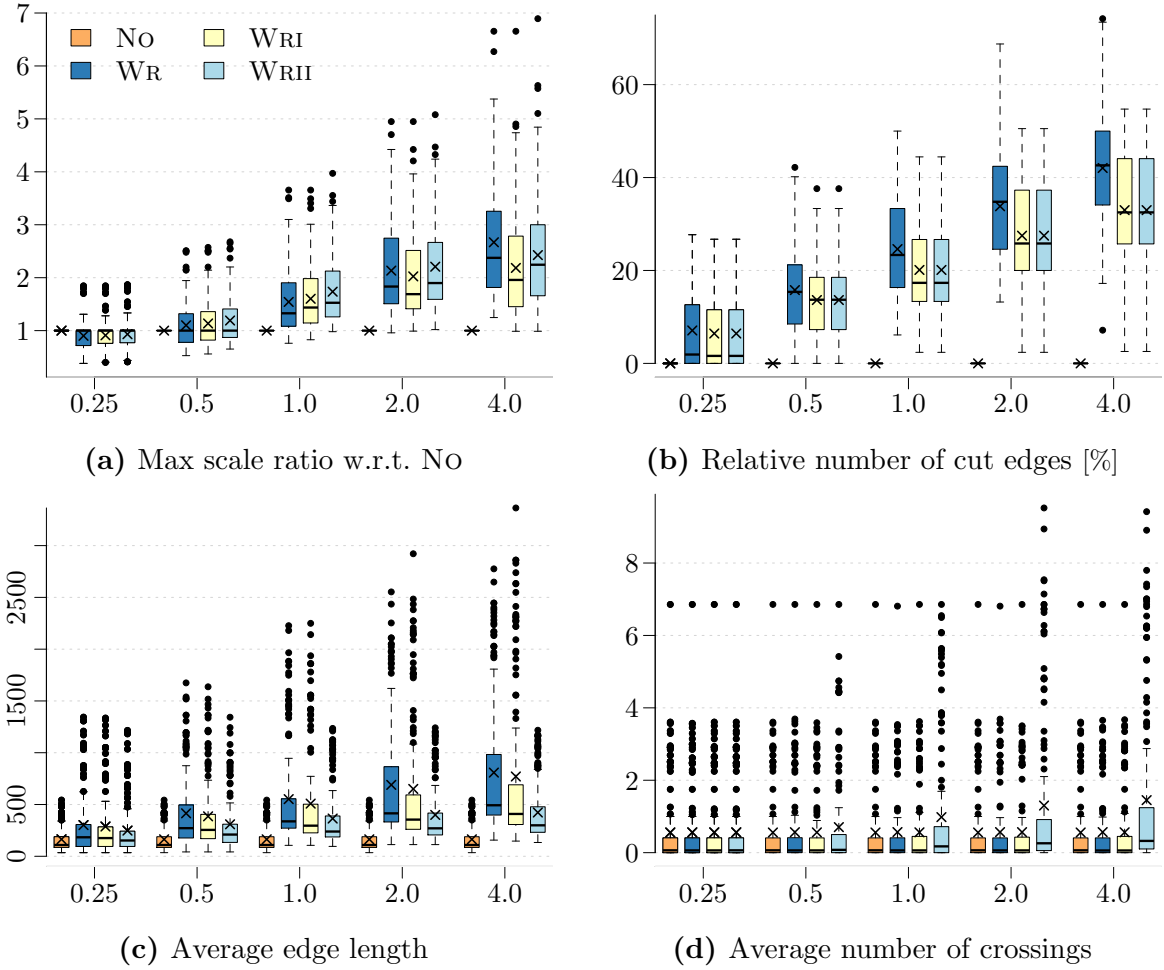 7
6
5
4
3
2
1
No WRI
WR WRII
0.25 0.5 1.0 2.0 4.0
(a) Max scale ratio w.r.t. No
60
40
20
0
0.25 0.5 1.0 2.0 4.0
(b) Relative number of cut edges [%]
2500
1500
500
0
0.25 0.5 1.0 2.0 4.0
(c) Average edge length
8
6
4
2
0
0.25 0.5 1.0 2.0 4.0
(d) Average number of crossings